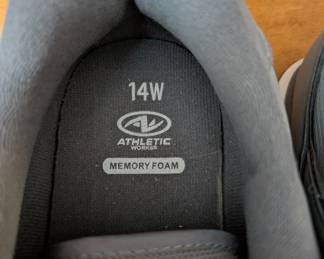 14W
ATHLETIC
WORKS
MEMORY FOAM